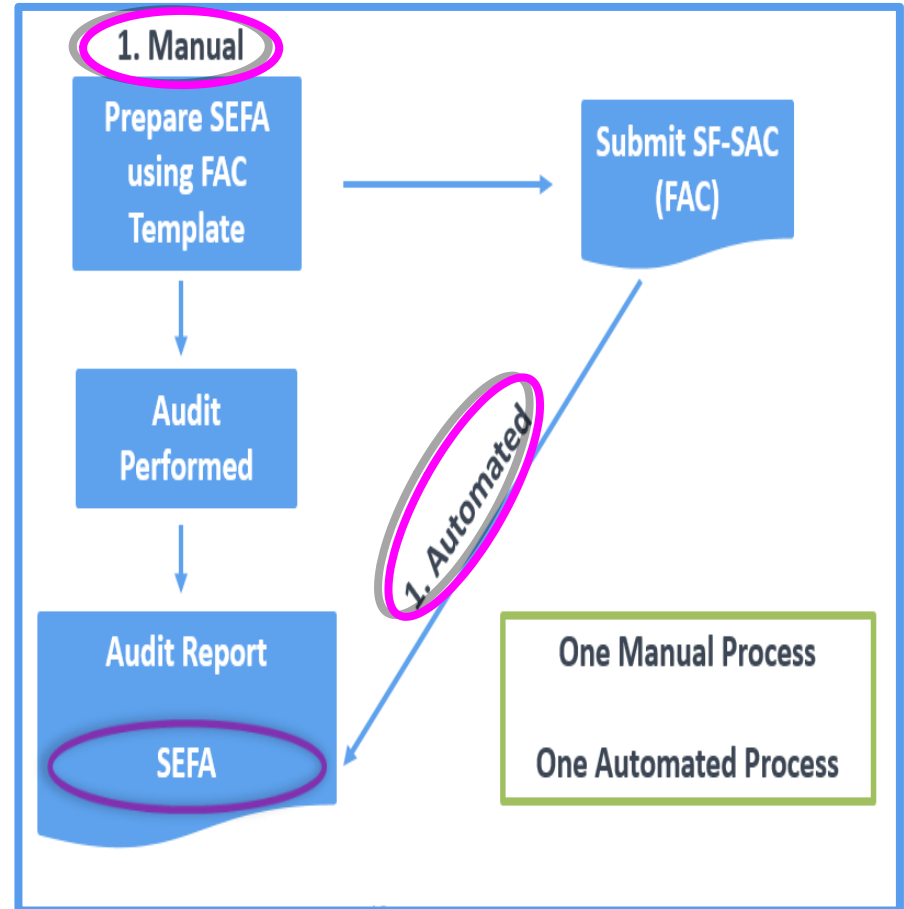 1. Manual
Prepare SEFA
using FAC
Template
Submit SF-SAC
(FAC)
Audit
Performed
1. Automated
Audit Report
SEFA
One Manual Process
One Automated Process